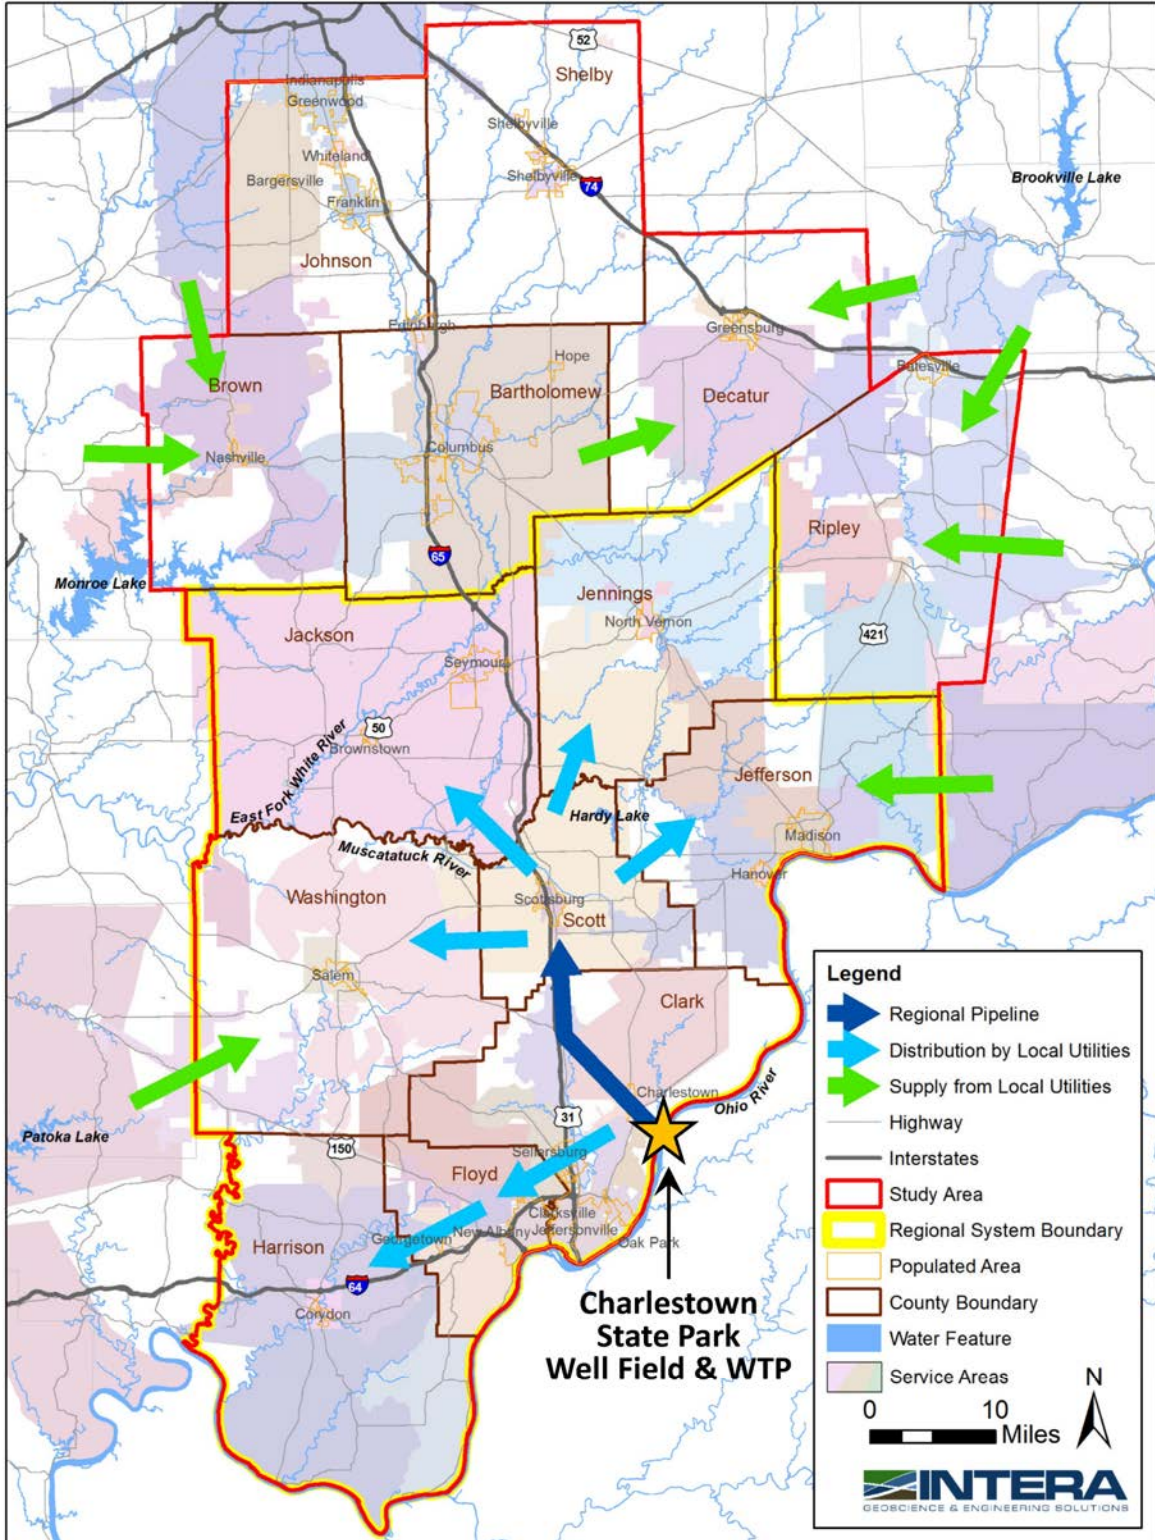 52
Shelby
Indianapolis
Greenwood
Shelbyville
Whiteland
Bargersville
Shelbyville
74
Brookville Lake
Franklin
Johnson
Edinburgh
Greensburg
Hope
Batesville
Brown
Bartholomew
Decatur
Columbus
Nashville
Ripley
65
Monroe Lake
Jennings
Jackson
North Vernon
421
Seymour
50
Brownstown
East Fork White River
Jefferson
Hardy Lake
Madison
Muscatatuck River
Hanover
Washington
Scottsburg
Scott
Salem
Clark
Charlestown
Ohio River
31
Patoka Lake
150
Sellersburg
Floyd
Clarksville
Georgetown
New Albany
Jeffersonville
Oak Park
Harrison
64
Corydon
Charlestown
State Park
Well Field & WTP
Legend
Regional Pipeline
Distribution by Local Utilities
Supply from Local Utilities
Highway
Interstates
Study Area
Regional System Boundary
Populated Area
County Boundary
Water Feature
Service Areas
N
0 10
Miles
INTERA
GEOSCIENCE & ENGINEERING SOLUTIONS